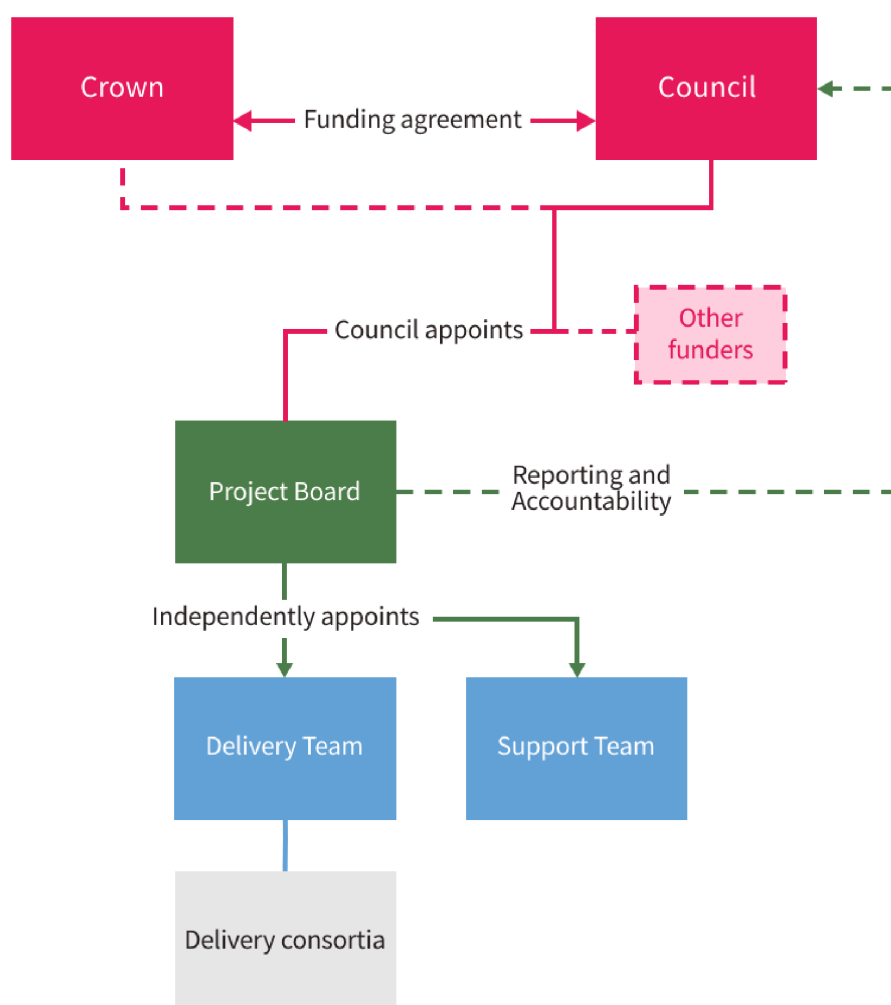 Crown
Council
Funding agreement
Council appoints
Other
funders
Project Board
Reporting and
Accountability
Independently appoints
Delivery Team
Support Team
Delivery consortia